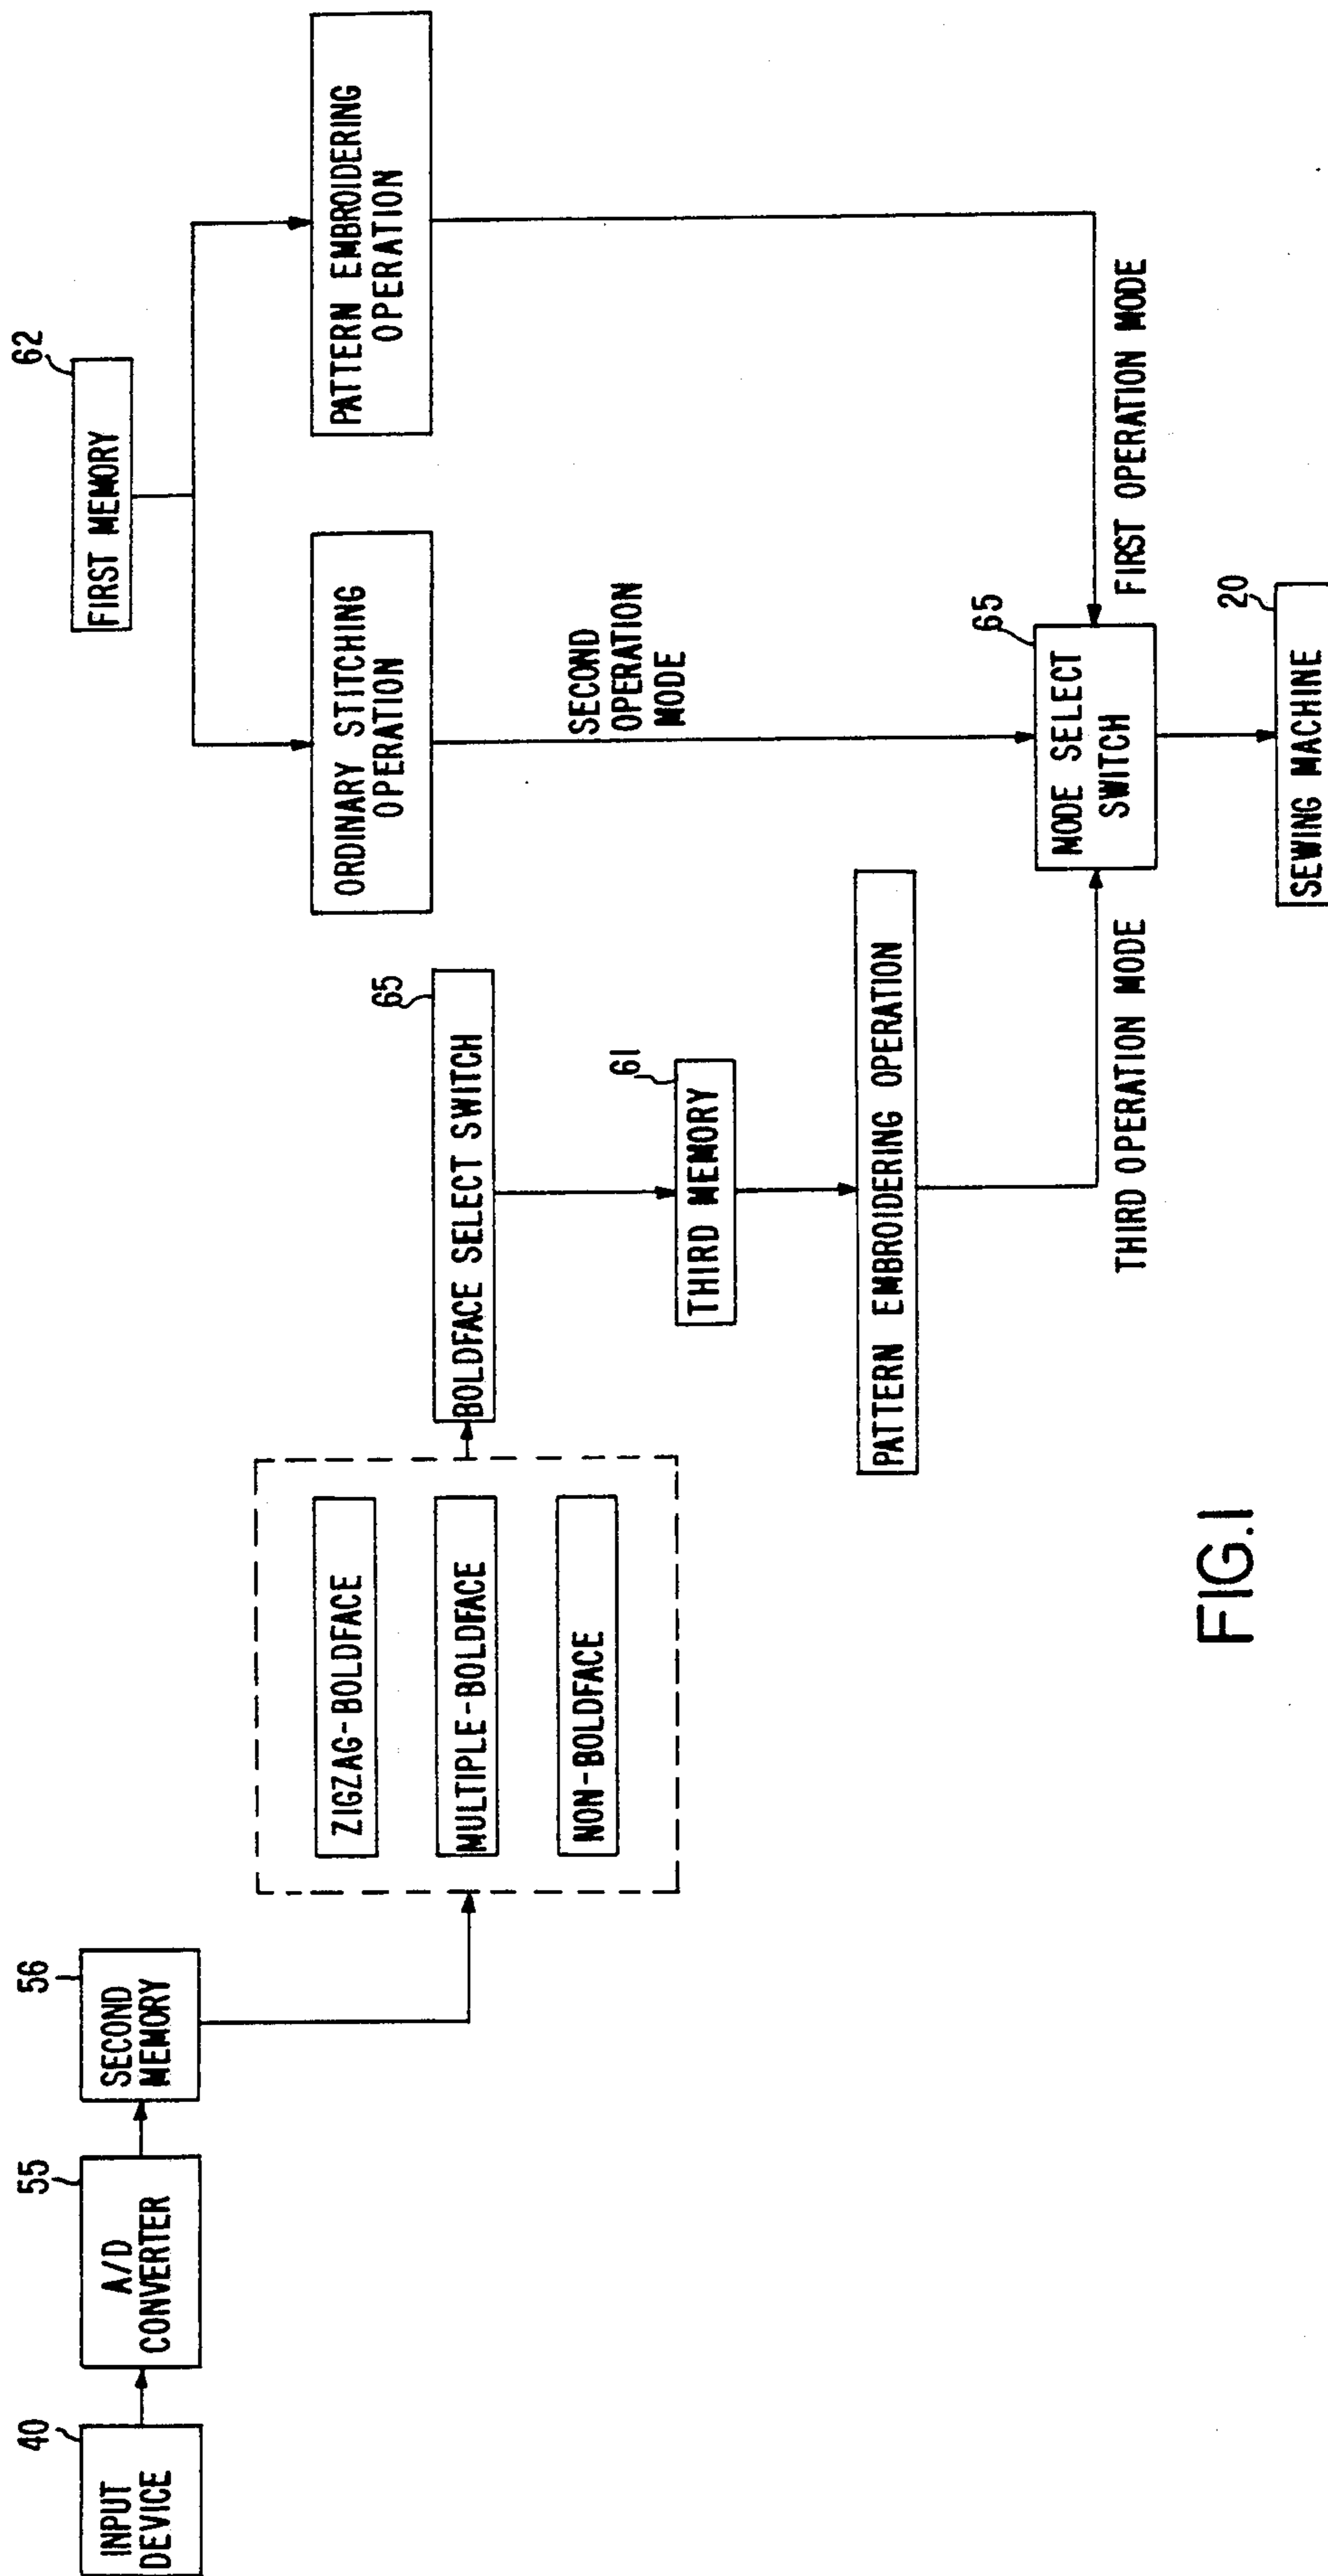 40
INPUT
DEVICE
55
A/D
CONVERTER
56
SECOND
MEMORY
ZIGZAG-BOLDFACE
MULTIPLE-BOLDFACE
NON-BOLDFACE
65
BOLDFACE SELECT SWITCH
61
THIRD MEMORY
PATTERN EMBROIDERING OPERATION
THIRD OPERATION MODE
62
FIRST MEMORY
ORDINARY STITCHING
OPERATION
PATTERN EMBROIDERING
OPERATION
SECOND
OPERATION
MODE
FIRST OPERATION MODE
65
MODE SELECT
SWITCH
20
SEWING MACHINE
FIG.1